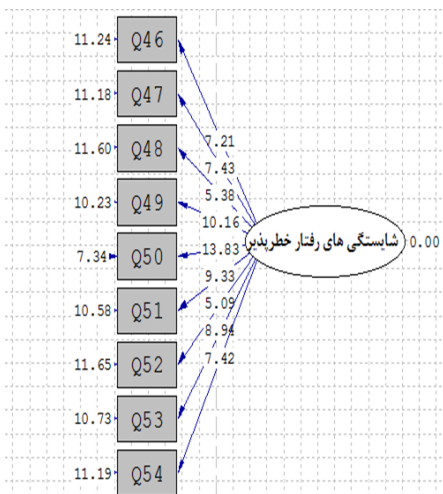 11.24 Q46
11.18 Q47
11.60 Q48
10.23 Q49
7.34 Q50
10.58 Q51
11.65 Q52
10.73 Q53
11.19 Q54
7.21
7.43
5.38
10.16
13.83
9.33
5.09
8.94
7.42
شایستگی های رفتار خطرپذیر
0.00